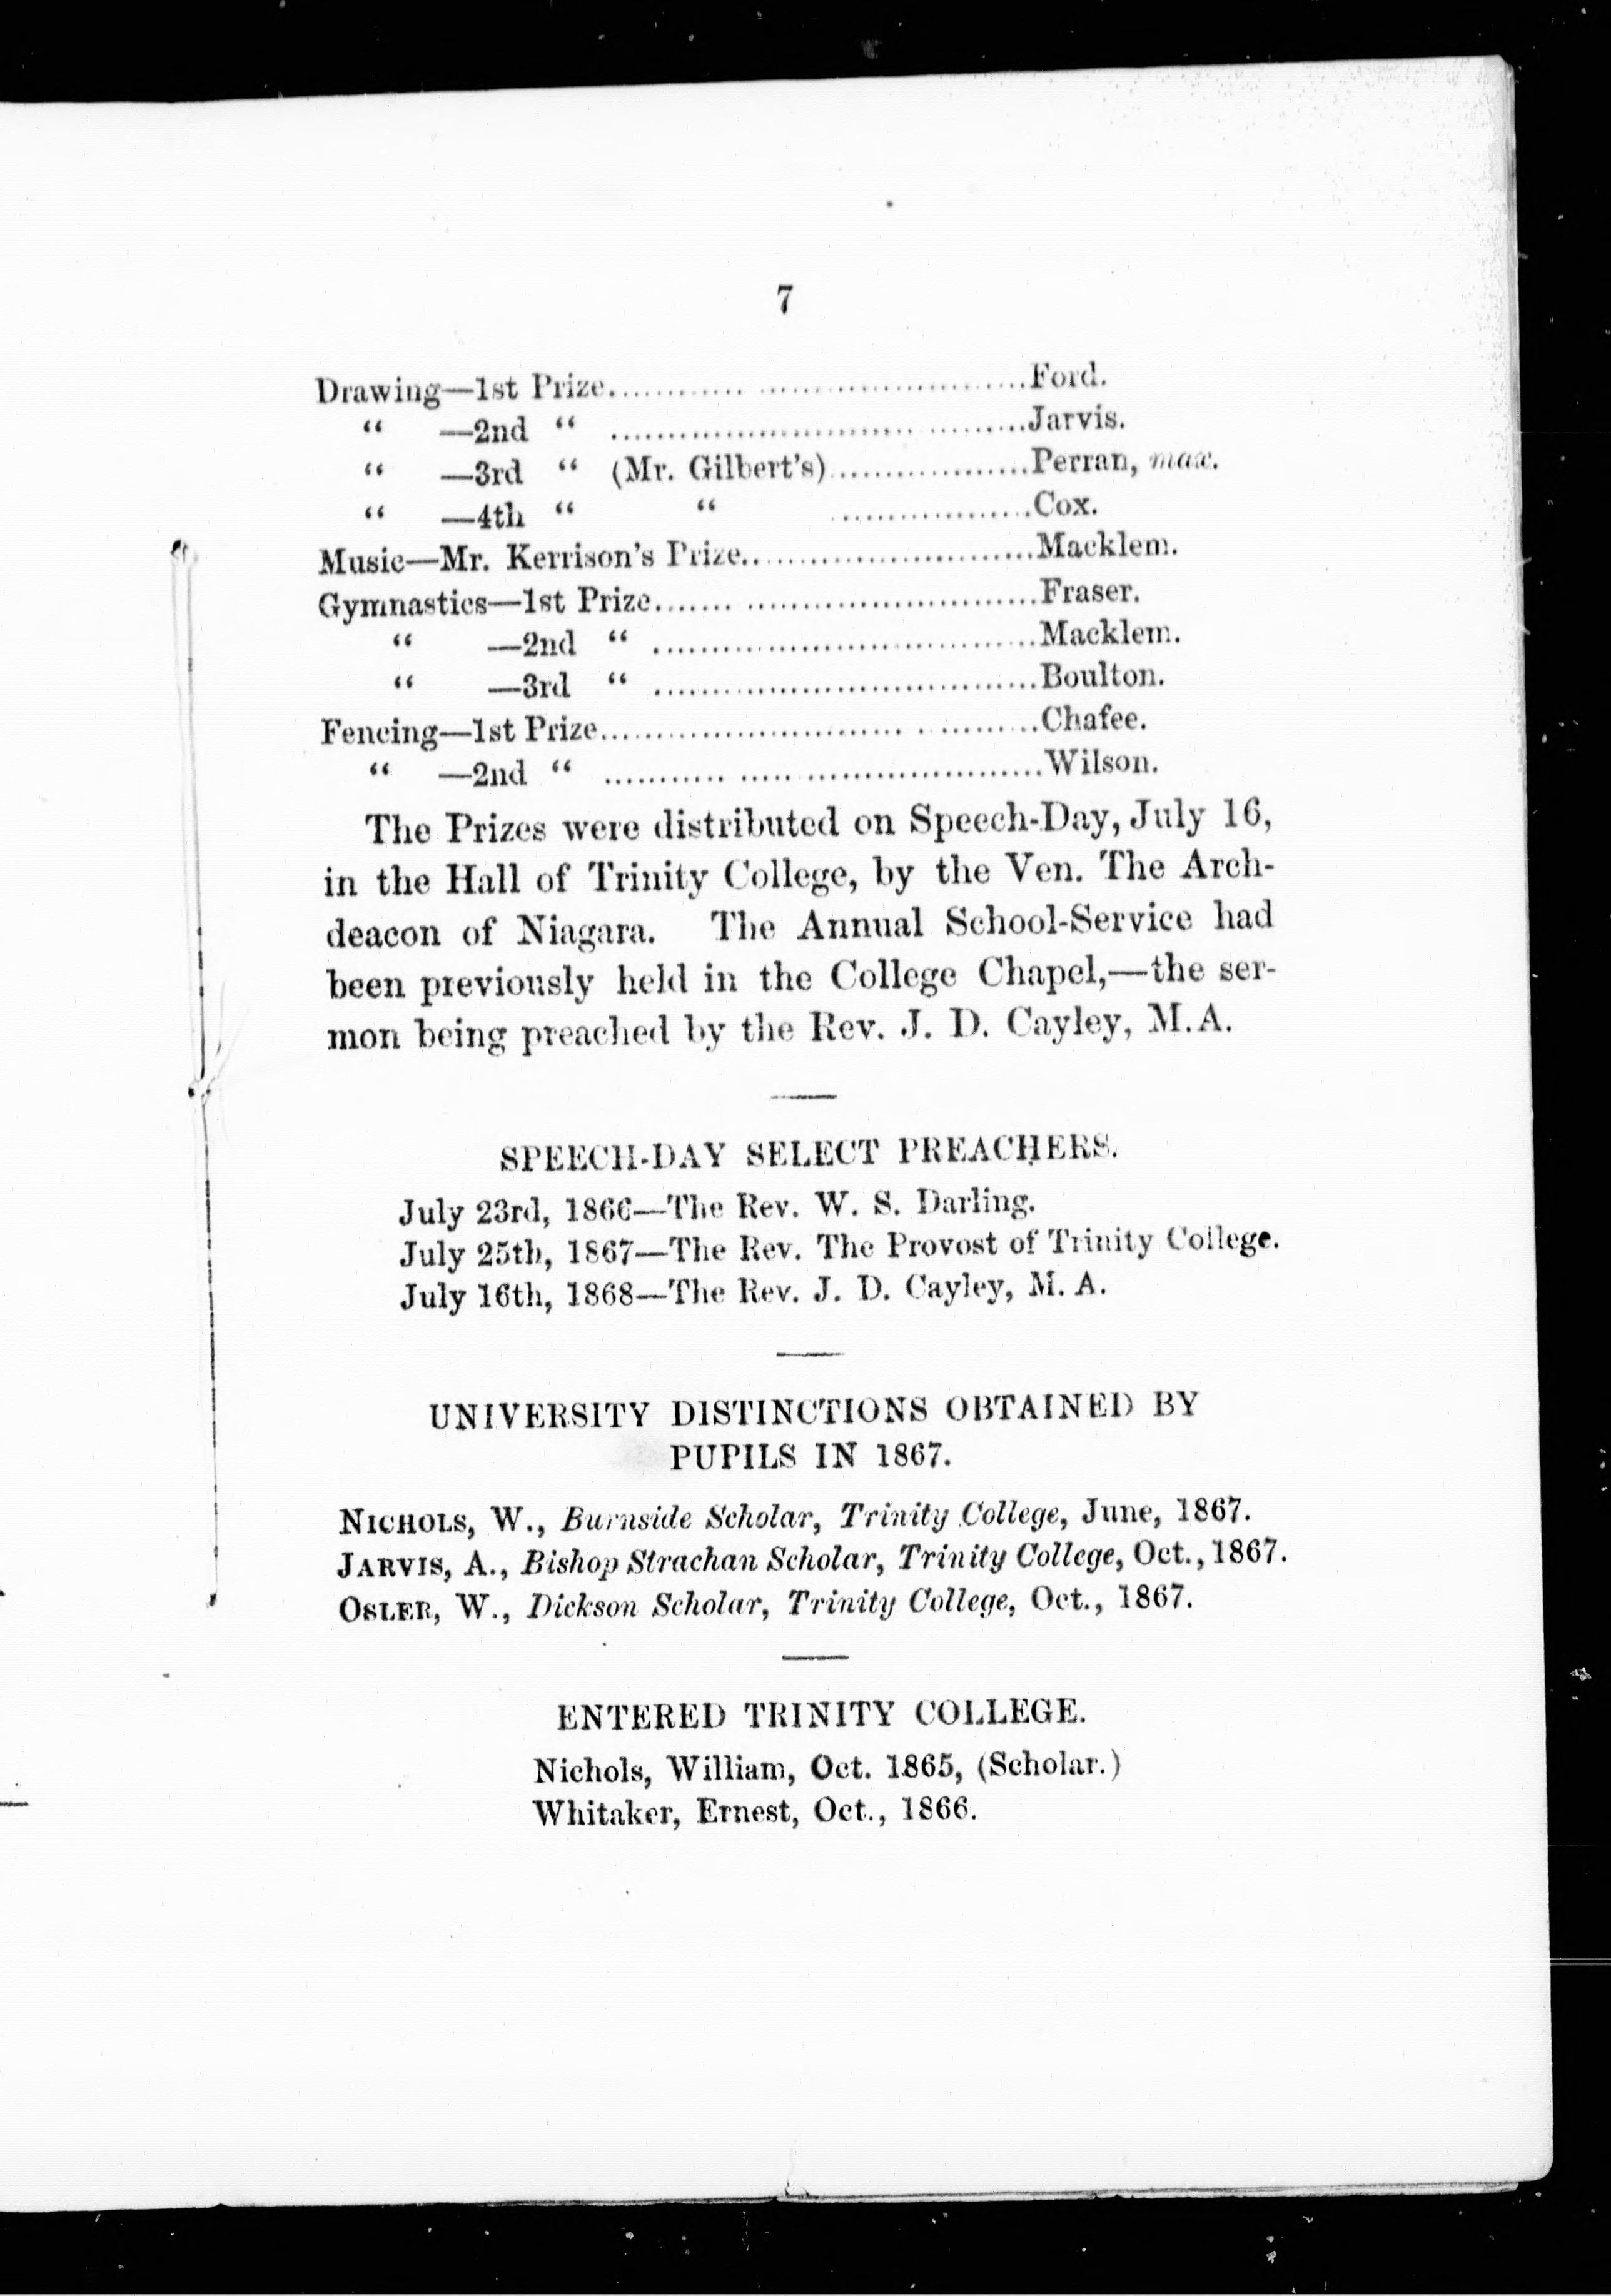 7
Drawing—1st Prize.......................................Ford.
“ —2nd “ .......................................Jarvis.
“ —3rd “ (Mr. Gilbert's)..................Perran, max.
“ —4th “ “ ..................Cox.
Music—Mr. Kerrison's Prize...........................Macklem.
Gymnastics—1st Prize...................................Fraser.
“ —2nd “ ...................................Macklem.
“ —3rd “ ...................................Boulton.
Fencing—1st Prize.......................................Chafee.
“ —2nd “ .......................................Wilson.
The Prizes were distributed on Speech-Day, July 16,
in the Hall of Trinity College, by the Ven. The Arch-
deacon of Niagara. The Annual School-Service had
been previously held in the College Chapel,—the ser-
mon being preached by the Rev. J. D. Cayley, M.A.
SPEECH-DAY SELECT PREACHERS.
July 23rd, 1866—The Rev. W. S. Darling.
July 25th, 1867—The Rev. The Provost of Trinity College.
July 16th, 1868—The Rev. J. D. Cayley, M. A.
UNIVERSITY DISTINCTIONS OBTAINED BY
PUPILS IN 1867.
NICHOLS, W., Burnside Scholar, Trinity College, June, 1867.
JARVIS, A., Bishop Strachan Scholar, Trinity College, Oct., 1867.
OSLER, W., Dickson Scholar, Trinity College, Oct., 1867.
ENTERED TRINITY COLLEGE.
Nichols, William, Oct. 1865, (Scholar.)
Whitaker, Ernest, Oct., 1866.